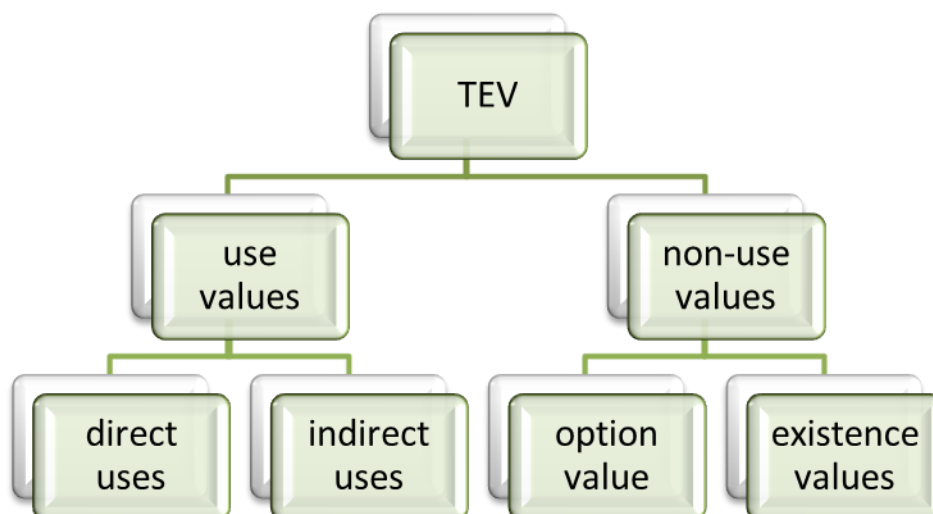 TEV
use
values
non-use
values
direct
uses
indirect
uses
option
value
existence
values